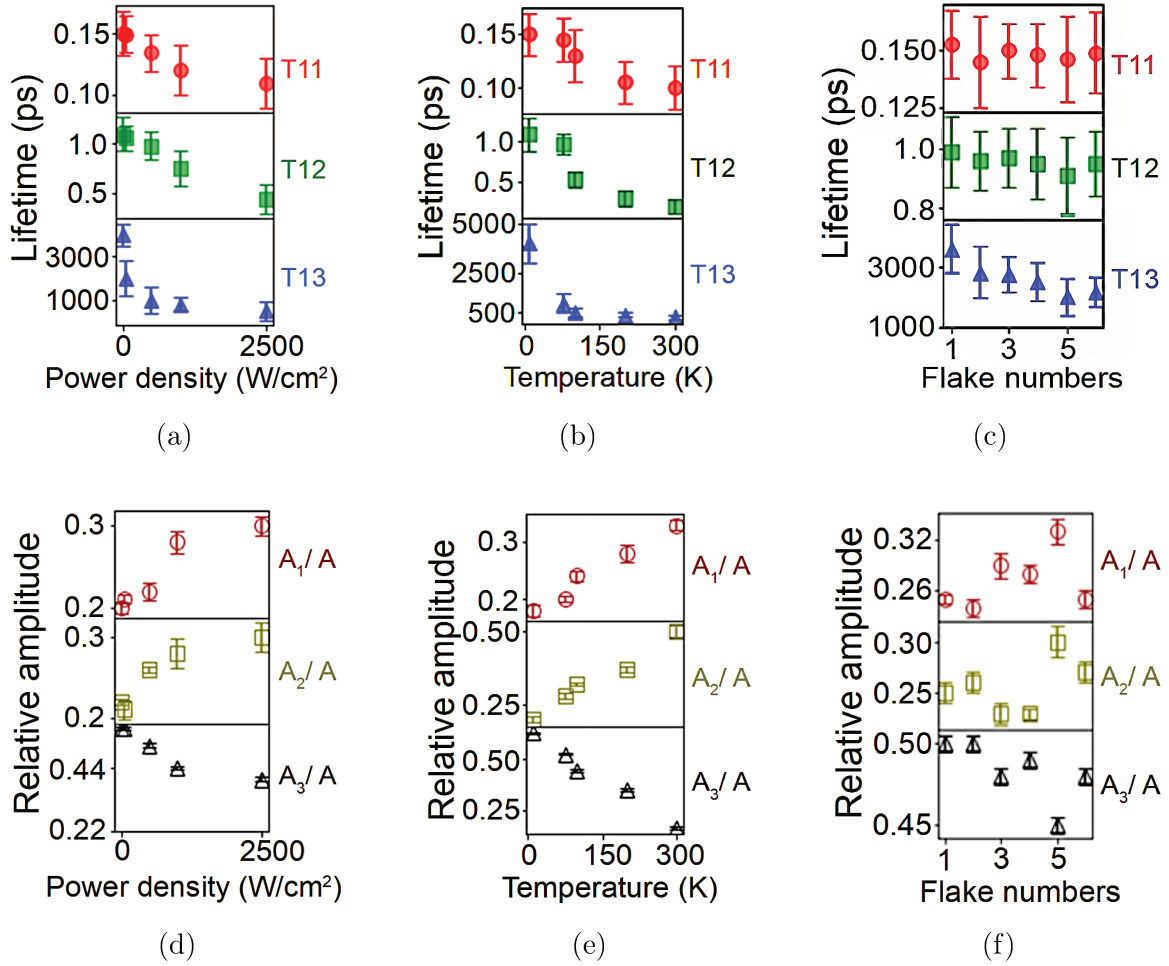 Lifetime (ps)
0.15
0.10
1.0
0.5
3000
1000
T11
T12
T13
0
2500
Power density (W/cm²)
(a)
Lifetime (ps)
0.15
0.10
1.0
0.5
5000
2500
500
T11
T12
T13
150
300
Temperature (K)
(b)
Lifetime (ps)
0.150
0.125
1.0
0.8
3000
1000
T11
T12
T13
1
3
5
Flake numbers
(c)
Relative amplitude
0.3
0.2
0.3
0.2
0.44
0.22
A₁/ A
A₂/ A
A₃/ A
0
2500
Power density (W/cm²)
(d)
Relative amplitude
0.3
0.2
0.50
0.25
0.50
0.25
A₁/ A
A₂/ A
A₃/ A
0
150
300
Temperature (K)
(e)
Relative amplitude
0.32
0.26
0.30
0.25
0.50
0.45
A₁/ A
A₂/ A
A₃/ A
1
3
5
Flake numbers
(f)